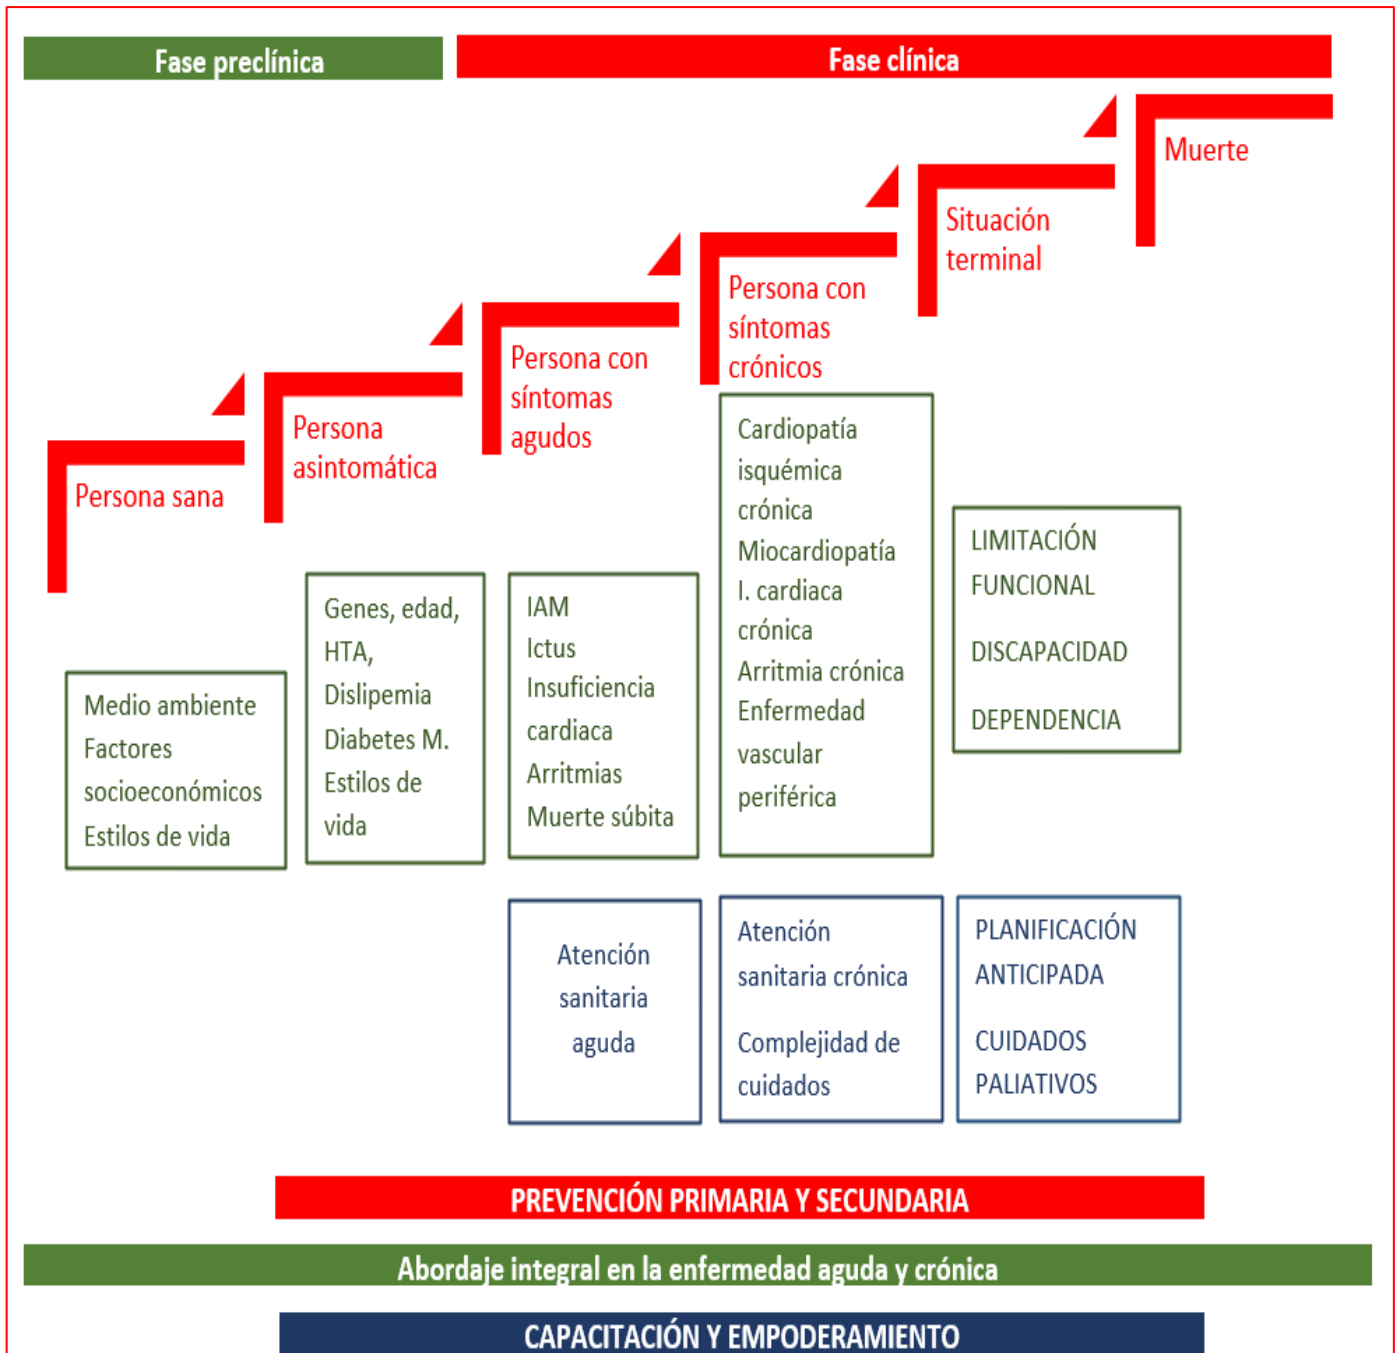 Fase preclínica
Fase clínica
Muerte
Situación
terminal
Persona con
síntomas
crónicos
Persona con
síntomas
agudos
Persona
asintomática
Persona sana
Medio ambiente
Factores
socioeconómicos
Estilos de vida
Genes, edad,
HTA,
Dislipemia
Diabetes M.
Estilos de
vida
IAM
Ictus
Insuficiencia
cardiaca
Arritmias
Muerte súbita
Cardiopatía
isquémica
crónica
Miocardiopatía
I. cardiaca
crónica
Arritmia crónica
Enfermedad
vascular
periférica
LIMITACIÓN
FUNCIONAL
DISCAPACIDAD
DEPENDENCIA
Atención
sanitaria
aguda
Atención
sanitaria crónica
Complejidad de
cuidados
PLANIFICACIÓN
ANTICIPADA
CUIDADOS
PALIATIVOS
PREVENCIÓN PRIMARIA Y SECUNDARIA
Abordaje integral en la enfermedad aguda y crónica
CAPACITACIÓN Y EMPODERAMIENTO